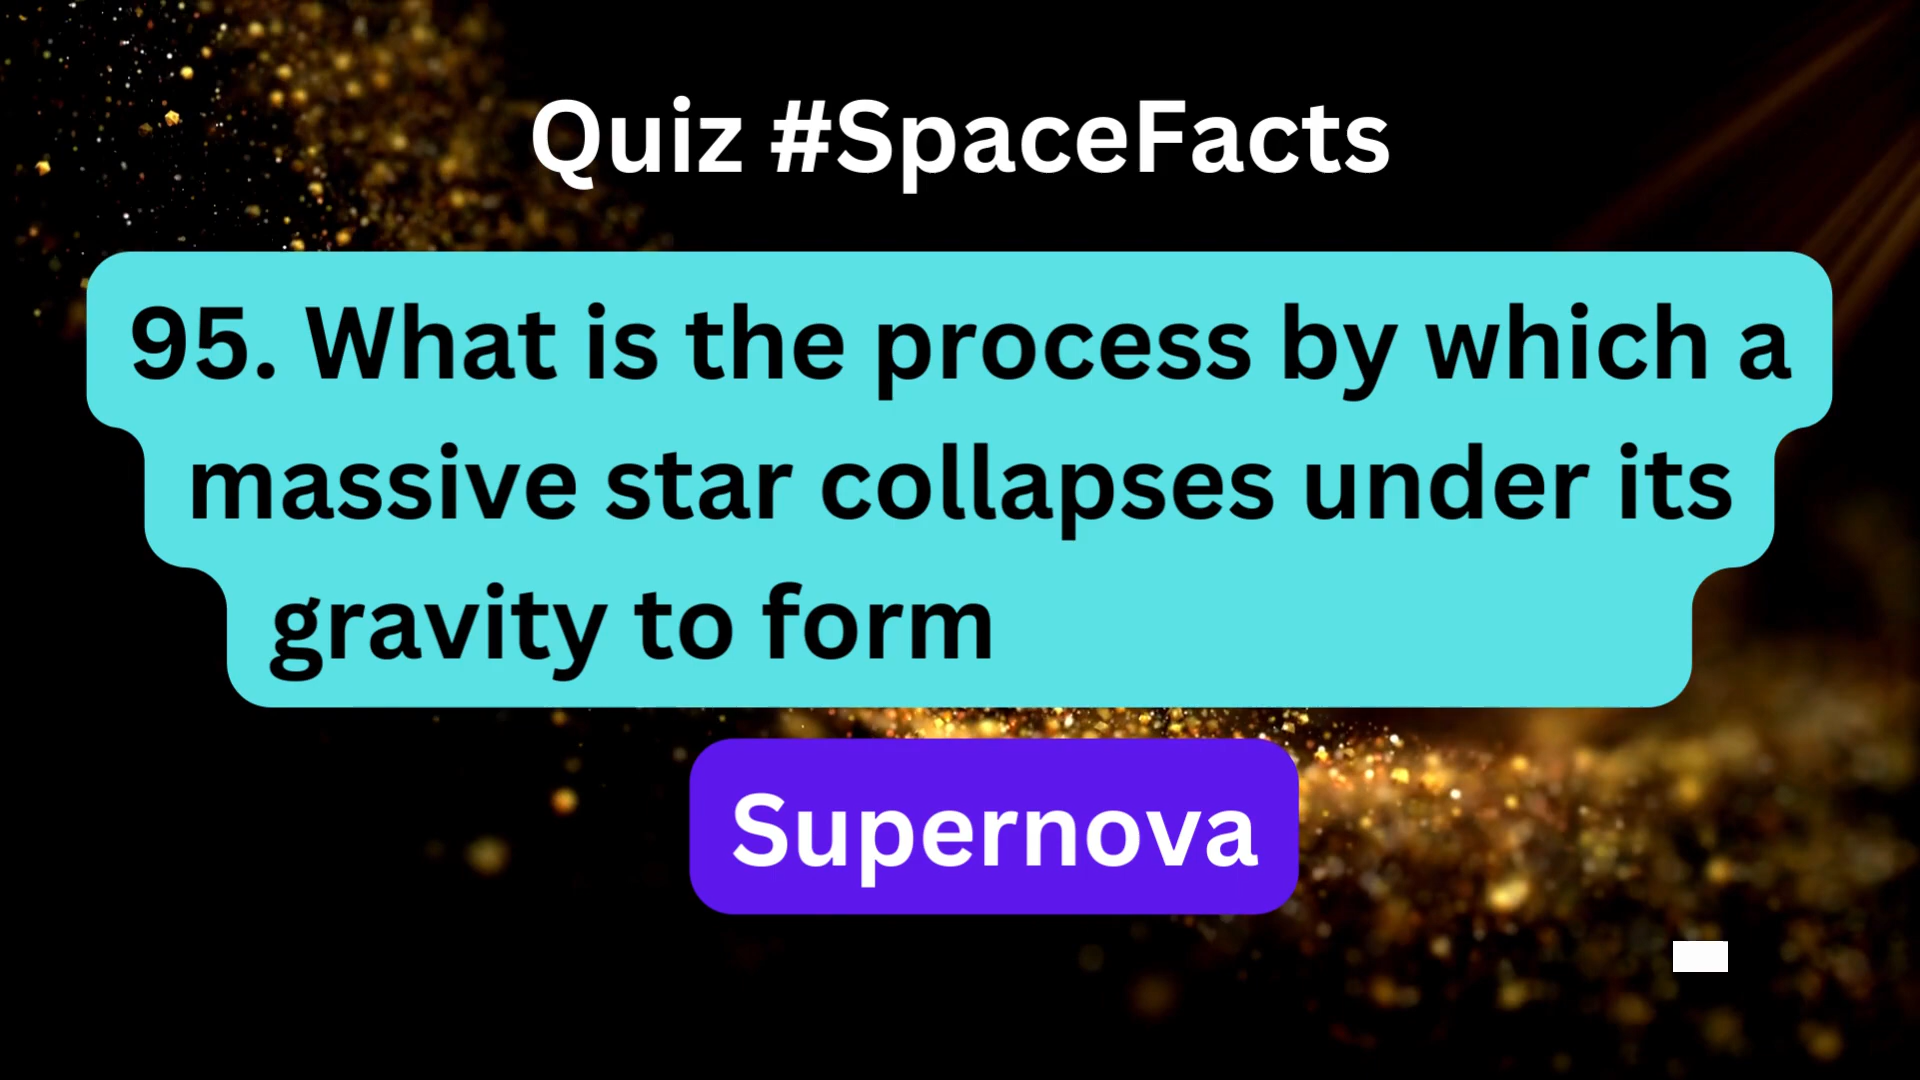 Quiz #SpaceFacts
95. What is the process by which a
massive star collapses under its
gravity to form
Supernova